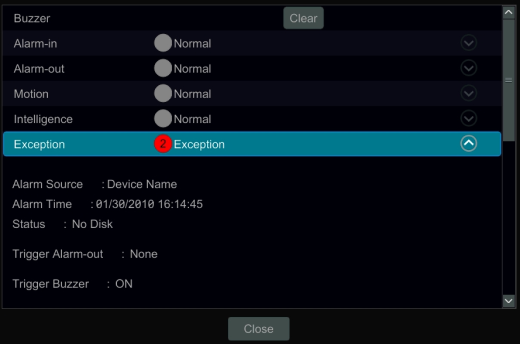 Buzzer Clear
Alarm-in Normal
Alarm-out Normal
Motion Normal
Intelligence Normal
Exception 2 Exception
Alarm Source : Device Name
Alarm Time : 01/30/2010 16:14:45
Status : No Disk
Trigger Alarm-out : None
Trigger Buzzer : ON
Close